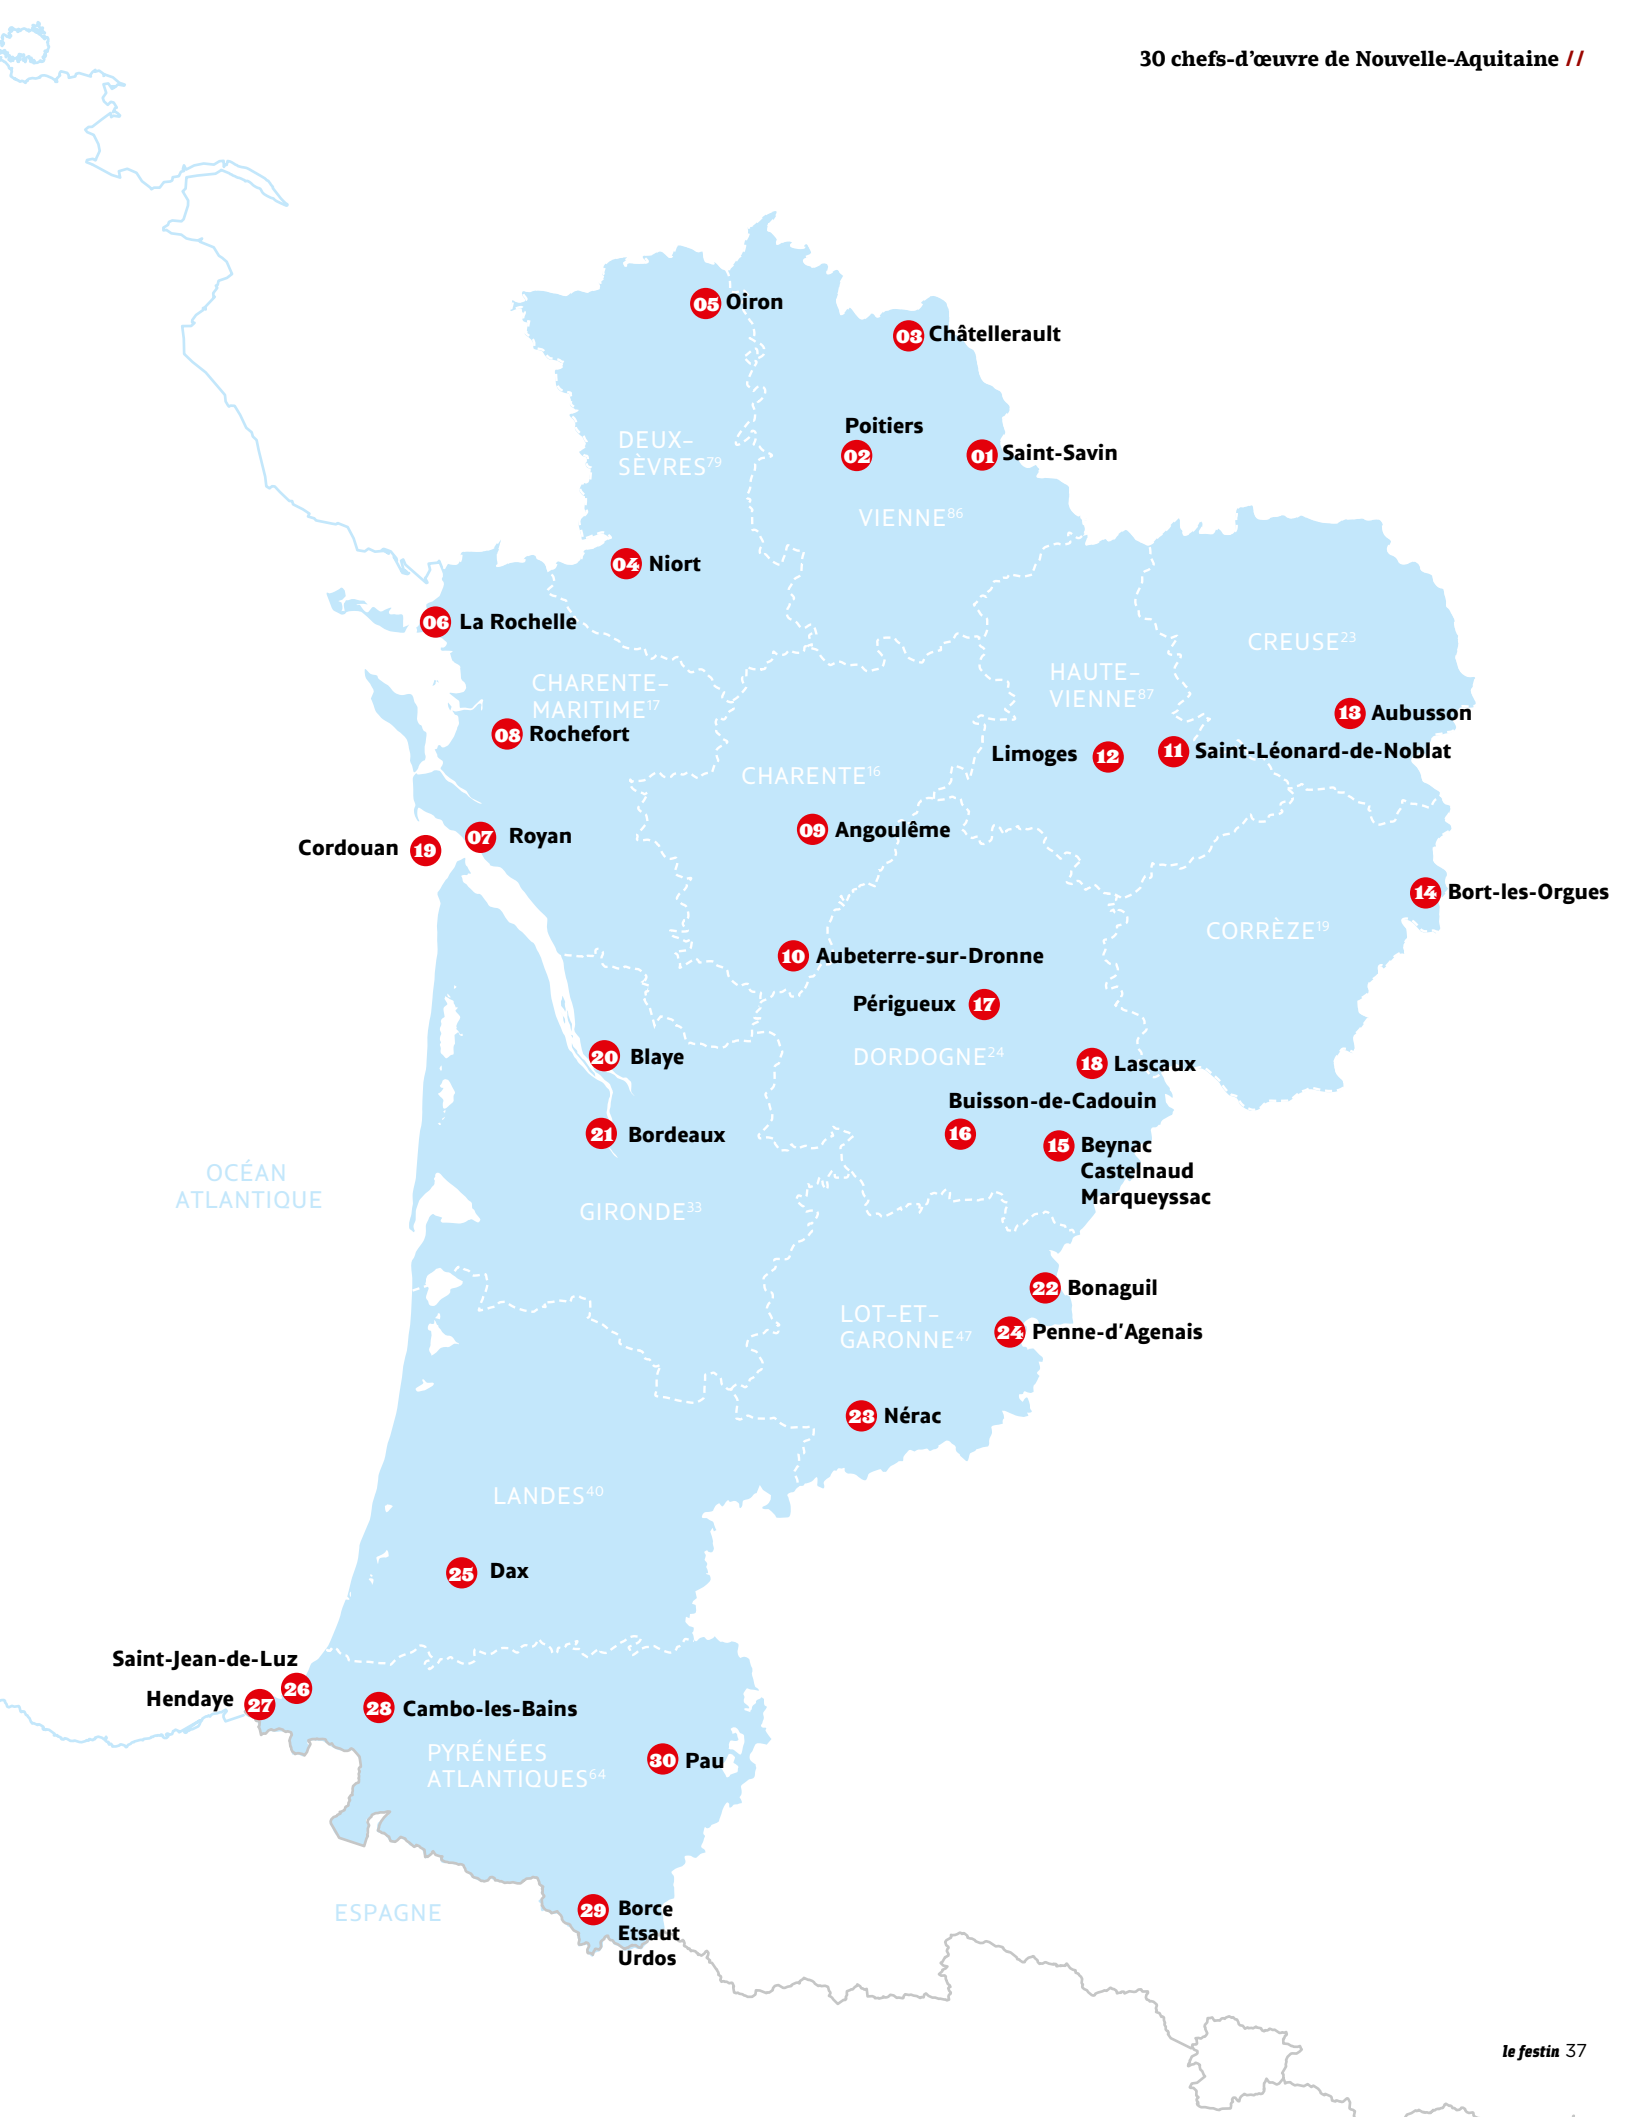 30 chefs-d’œuvre de Nouvelle-Aquitaine //
05 Oiron
03 Châtellerault
Poitiers
02
01 Saint-Savin
DEUX–
SÈVRES79
VIENNE86
04 Niort
06 La Rochelle
CREUSE23
HAUTE–
VIENNE87
CHARENTE–
MARITIME17
08 Rochefort
13 Aubusson
Limoges 12
11 Saint-Léonard-de-Noblat
CHARENTE16
09 Angoulême
07 Royan
Cordouan 19
14 Bort-les-Orgues
CORRÈZE19
10 Aubeterre-sur-Dronne
Périgueux 17
20 Blaye
DORDOGNE24
18 Lascaux
Buisson-de-Cadouin
16
21 Bordeaux
15 Beynac
Castelnaud
Marqueyssac
OCÉAN
ATLANTIQUE
GIRONDE33
22 Bonaguil
LOT–ET–
GARONNE47
24 Penne-d'Agenais
23 Nérac
LANDES40
25 Dax
Saint-Jean-de-Luz
26
Hendaye 27
28 Cambo-les-Bains
PYRÉNÉES
ATLANTIQUES64
30 Pau
ESPAGNE
29 Borce
Etsaut
Urdos
le festin 37